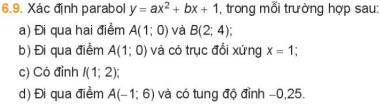 6.9. Xác định parabol y = ax² + bx + 1, trong mỗi trường hợp sau:
a) Đi qua hai điểm A(1; 0) và B(2; 4);
b) Đi qua điểm A(1; 0) và có trục đối xứng x = 1;
c) Có đỉnh I(1; 2);
d) Đi qua điểm A(−1; 6) và có tung độ đỉnh −0,25.